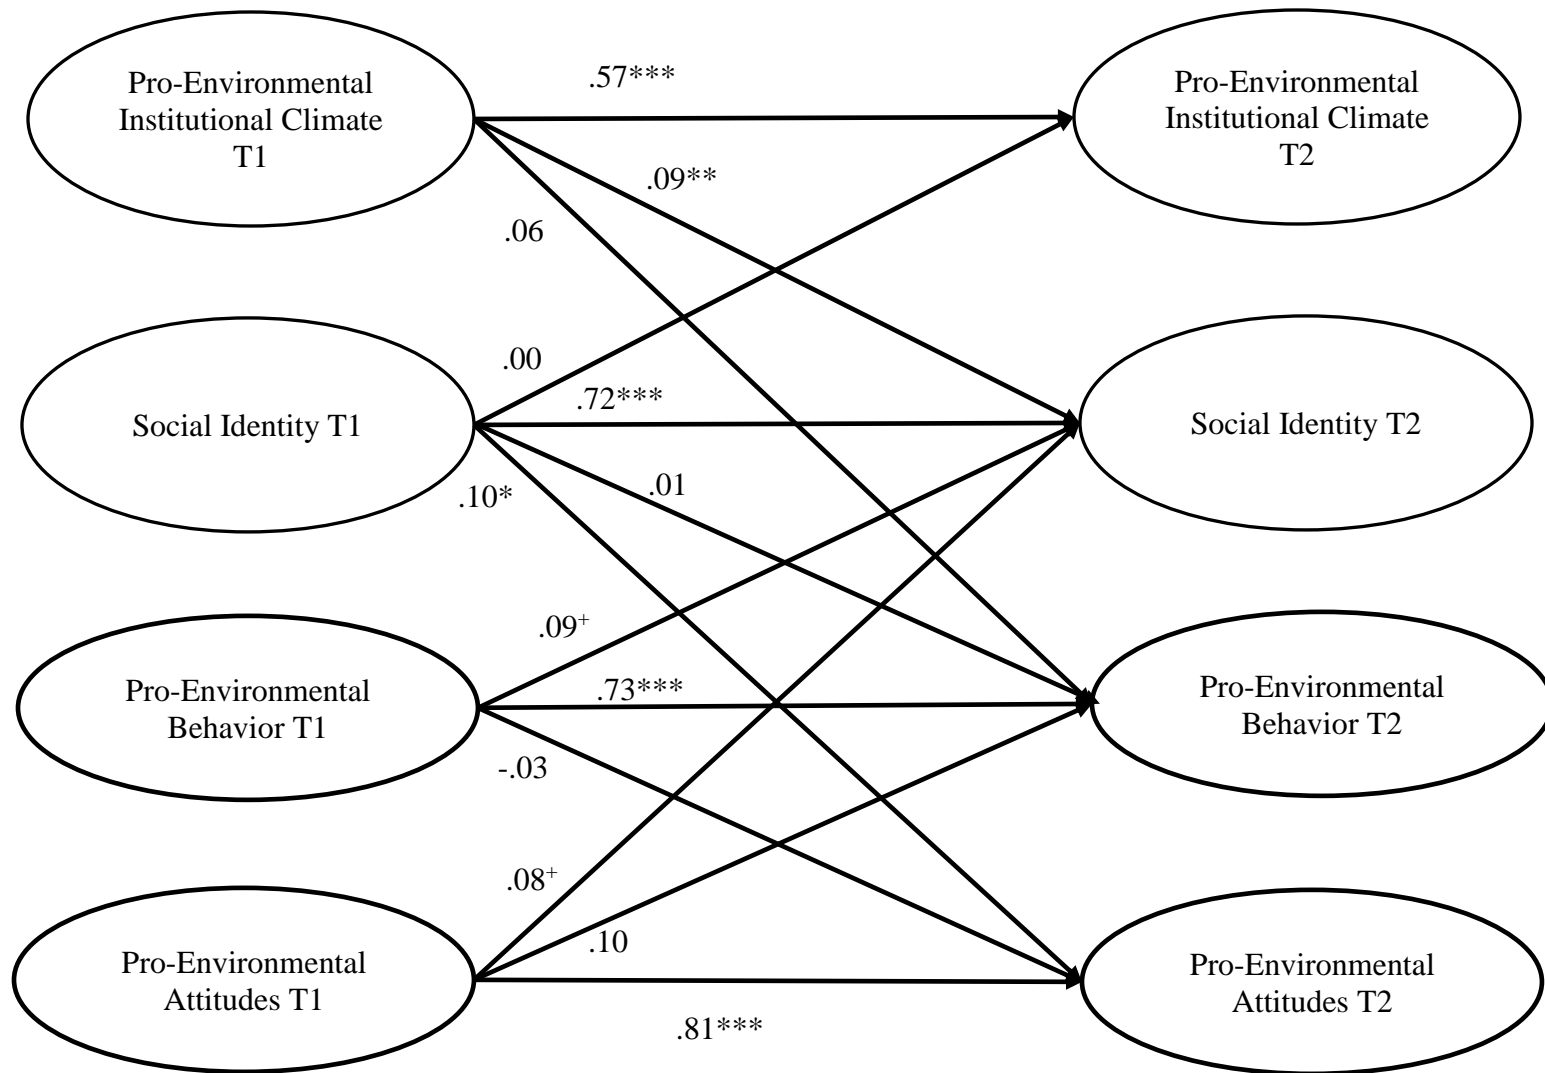 Pro-Environmental
Institutional Climate
T1
.57***
Pro-Environmental
Institutional Climate
T2
.09**
.06
.00
.72***
Social Identity T1
Social Identity T2
.10*
.01
.09⁺
Pro-Environmental
Behavior T1
.73***
Pro-Environmental
Behavior T2
-.03
.08⁺
.10
Pro-Environmental
Attitudes T1
Pro-Environmental
Attitudes T2
.81***